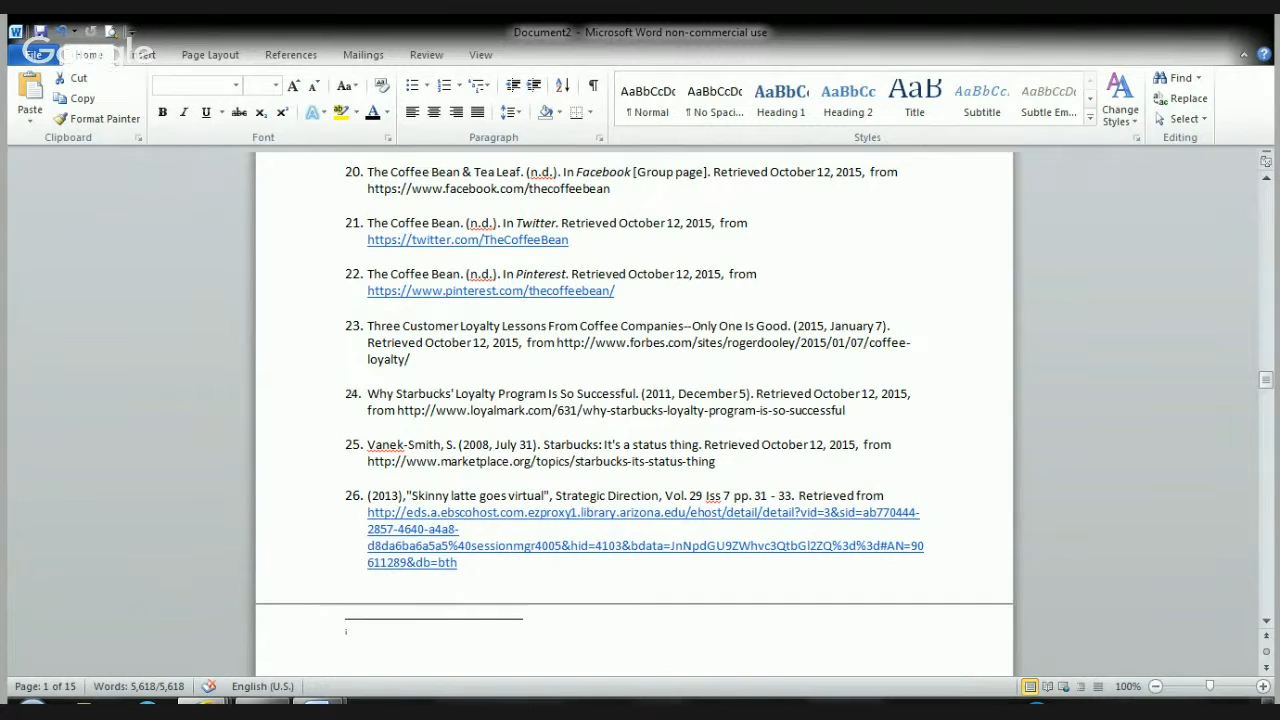 Document2 - Microsoft Word non-commercial use
Google
File Home Insert Page Layout References Mailings Review View
Cut
Copy
Format Painter
Paste
Clipboard
Font
Paragraph
AaBbCcDc AaBbCcDc AaBbC AaBbCc AaB AaBbCc AaBbCcDc
¶ Normal ¶ No Spaci... Heading 1 Heading 2 Title Subtitle Subtle Em...
Change Styles
Styles
Find
Replace
Select
Editing
20. The Coffee Bean & Tea Leaf. (n.d.). In Facebook [Group page]. Retrieved October 12, 2015, from
https://www.facebook.com/thecoffeebean
21. The Coffee Bean. (n.d.). In Twitter. Retrieved October 12, 2015, from
https://twitter.com/TheCoffeeBean
22. The Coffee Bean. (n.d.). In Pinterest. Retrieved October 12, 2015, from
https://www.pinterest.com/thecoffeebean/
23. Three Customer Loyalty Lessons From Coffee Companies--Only One Is Good. (2015, January 7).
Retrieved October 12, 2015, from http://www.forbes.com/sites/rogerdooley/2015/01/07/coffee-
loyalty/
24. Why Starbucks' Loyalty Program Is So Successful. (2011, December 5). Retrieved October 12, 2015,
from http://www.loyalmark.com/631/why-starbucks-loyalty-program-is-so-successful
25. Vanek-Smith, S. (2008, July 31). Starbucks: It's a status thing. Retrieved October 12, 2015, from
http://www.marketplace.org/topics/starbucks-its-status-thing
26. (2013),"Skinny latte goes virtual", Strategic Direction, Vol. 29 Iss 7 pp. 31 - 33. Retrieved from
http://eds.a.ebscohost.com.ezproxy1.library.arizona.edu/ehost/detail/detail?vid=3&sid=ab770444-
2857-4640-a4a8-
d8da6ba6a5a5%40sessionmgr4005&hid=4103&bdata=JnNpdGU9ZWhvc3QtbGl2ZQ%3d%3d#AN=90
611289&db=bth
i
Page: 1 of 15 Words: 5,618/5,618 English (U.S.) 100%